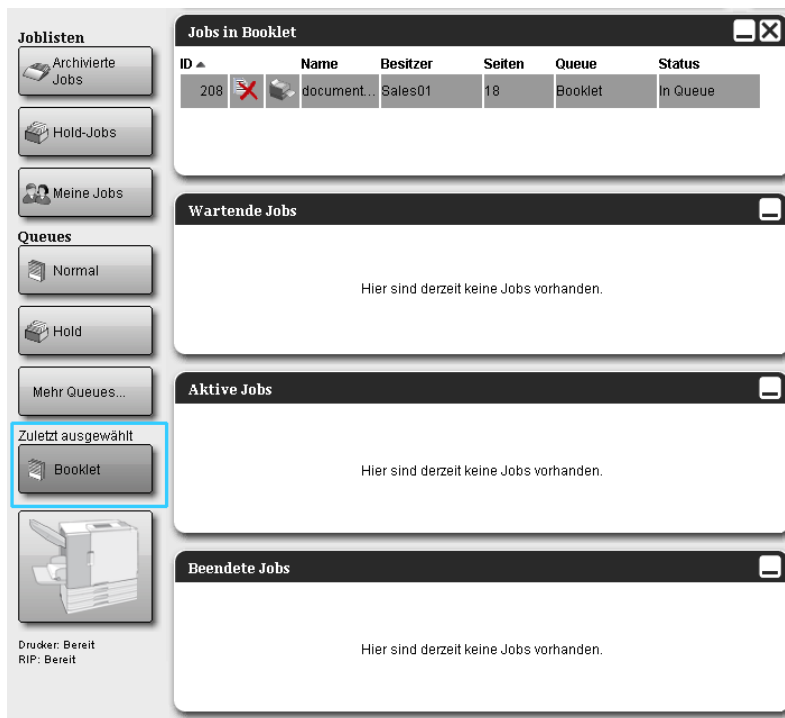 Joblisten
Archivierte
Jobs
Hold-Jobs
Meine Jobs
Queues
Normal
Hold
Mehr Queues...
Zuletzt ausgewählt
Booklet
Drucker: Bereit
RIP: Bereit
Jobs in Booklet
ID Name Besitzer Seiten Queue Status
208 document... Sales01 18 Booklet In Queue
Wartende Jobs
Hier sind derzeit keine Jobs vorhanden.
Aktive Jobs
Hier sind derzeit keine Jobs vorhanden.
Beendete Jobs
Hier sind derzeit keine Jobs vorhanden.